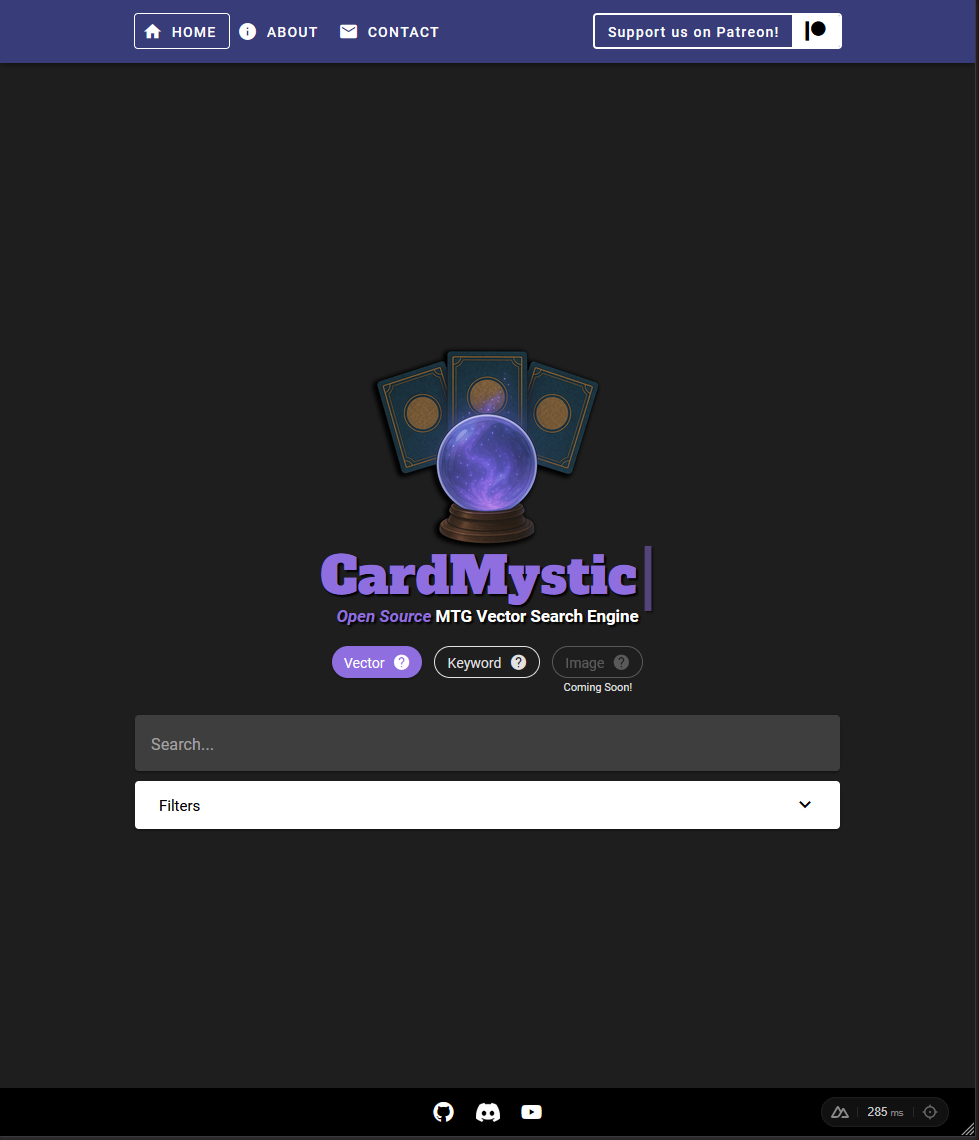 HOME ABOUT CONTACT Support us on Patreon!
CardMystic
Open Source MTG Vector Search Engine
Vector ? Keyword ? Image ?
Coming Soon!
Search...
Filters
285 ms